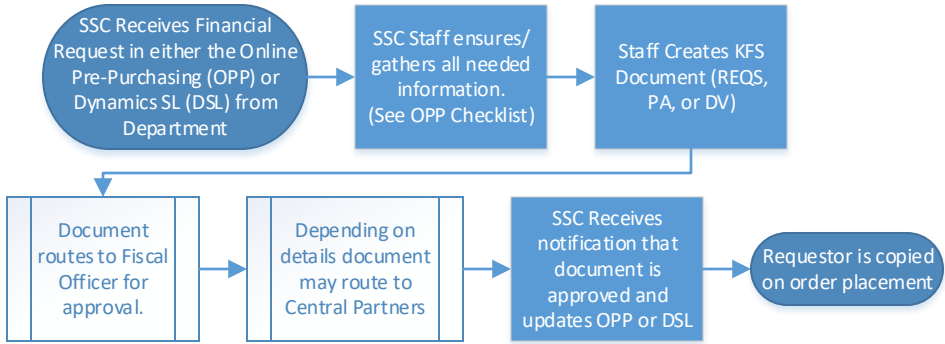 SSC Receives Financial
Request in either the Online
Pre-Purchasing (OPP) or
Dynamics SL (DSL) from
Department
SSC Staff ensures/
gathers all needed
information.
(See OPP Checklist)
Staff Creates KFS
Document (REQS,
PA, or DV)
Document
routes to Fiscal
Officer for
approval.
Depending on
details document
may route to
Central Partners
SSC Receives
notification that
document is
approved and
updates OPP or DSL
Requestor is copied
on order placement